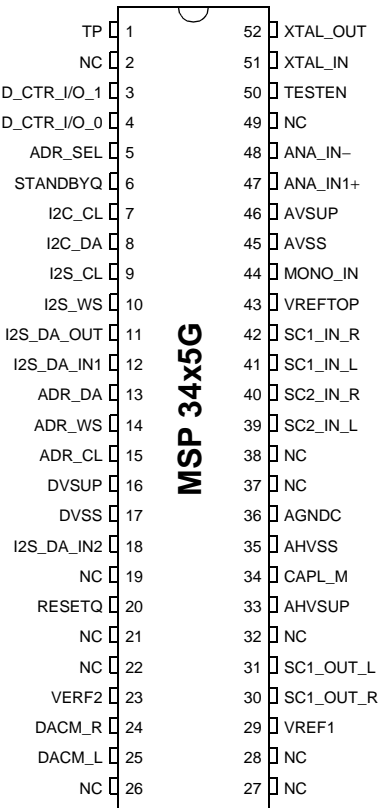 TP 1 52 XTAL_OUT
NC 2 51 XTAL_IN
D_CTR_I/O_1 3 50 TESTEN
D_CTR_I/O_0 4 49 NC
ADR_SEL 5 48 ANA_IN−
STANDBYQ 6 47 ANA_IN1+
I2C_CL 7 46 AVSUP
I2C_DA 8 45 AVSS
I2S_CL 9 44 MONO_IN
I2S_WS 10 43 VREFTOP
I2S_DA_OUT 11 42 SC1_IN_R
I2S_DA_IN1 12 41 SC1_IN_L
ADR_DA 13 40 SC2_IN_R
ADR_WS 14 39 SC2_IN_L
ADR_CL 15 38 NC
DVSUP 16 37 NC
DVSS 17 36 AGNDC
I2S_DA_IN2 18 35 AHVSS
NC 19 34 CAPL_M
RESETQ 20 33 AHVSUP
NC 21 32 NC
NC 22 31 SC1_OUT_L
VERF2 23 30 SC1_OUT_R
DACM_R 24 29 VREF1
DACM_L 25 28 NC
NC 26 27 NC
MSP 34x5G